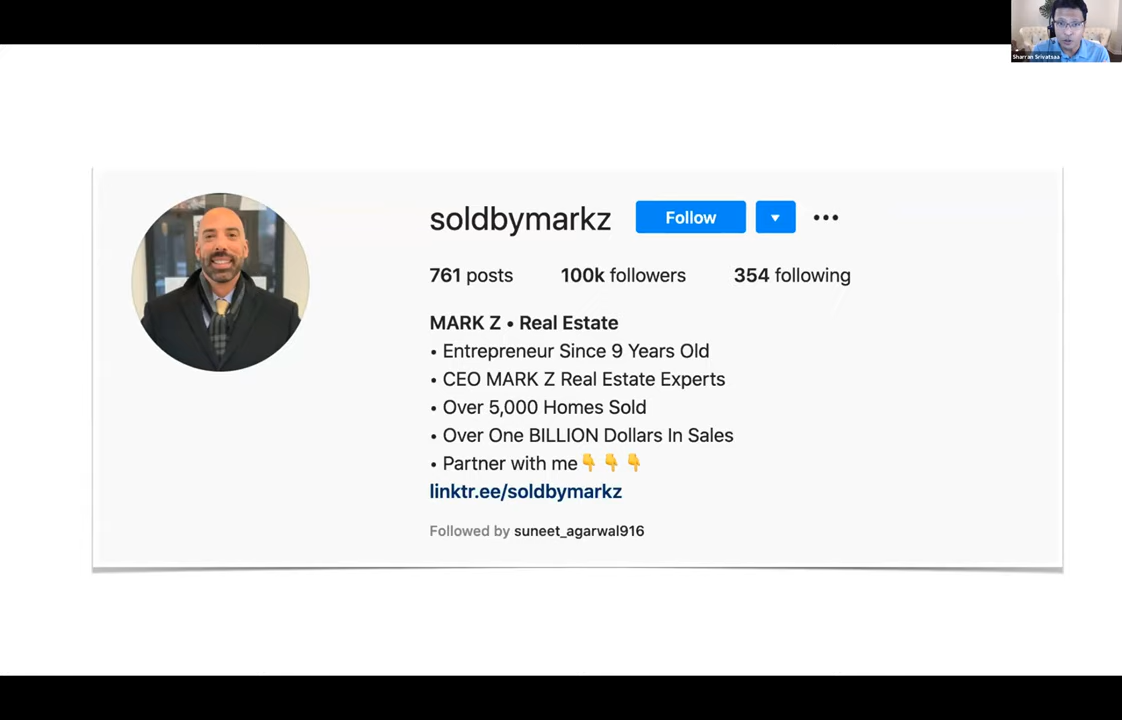 Sharran Srivatsaa
soldbymarkz Follow
761 posts 100k followers 354 following
MARK Z • Real Estate
• Entrepreneur Since 9 Years Old
• CEO MARK Z Real Estate Experts
• Over 5,000 Homes Sold
• Over One BILLION Dollars In Sales
• Partner with me👇👇👇
linktr.ee/soldbymarkz
Followed by suneet_agarwal916